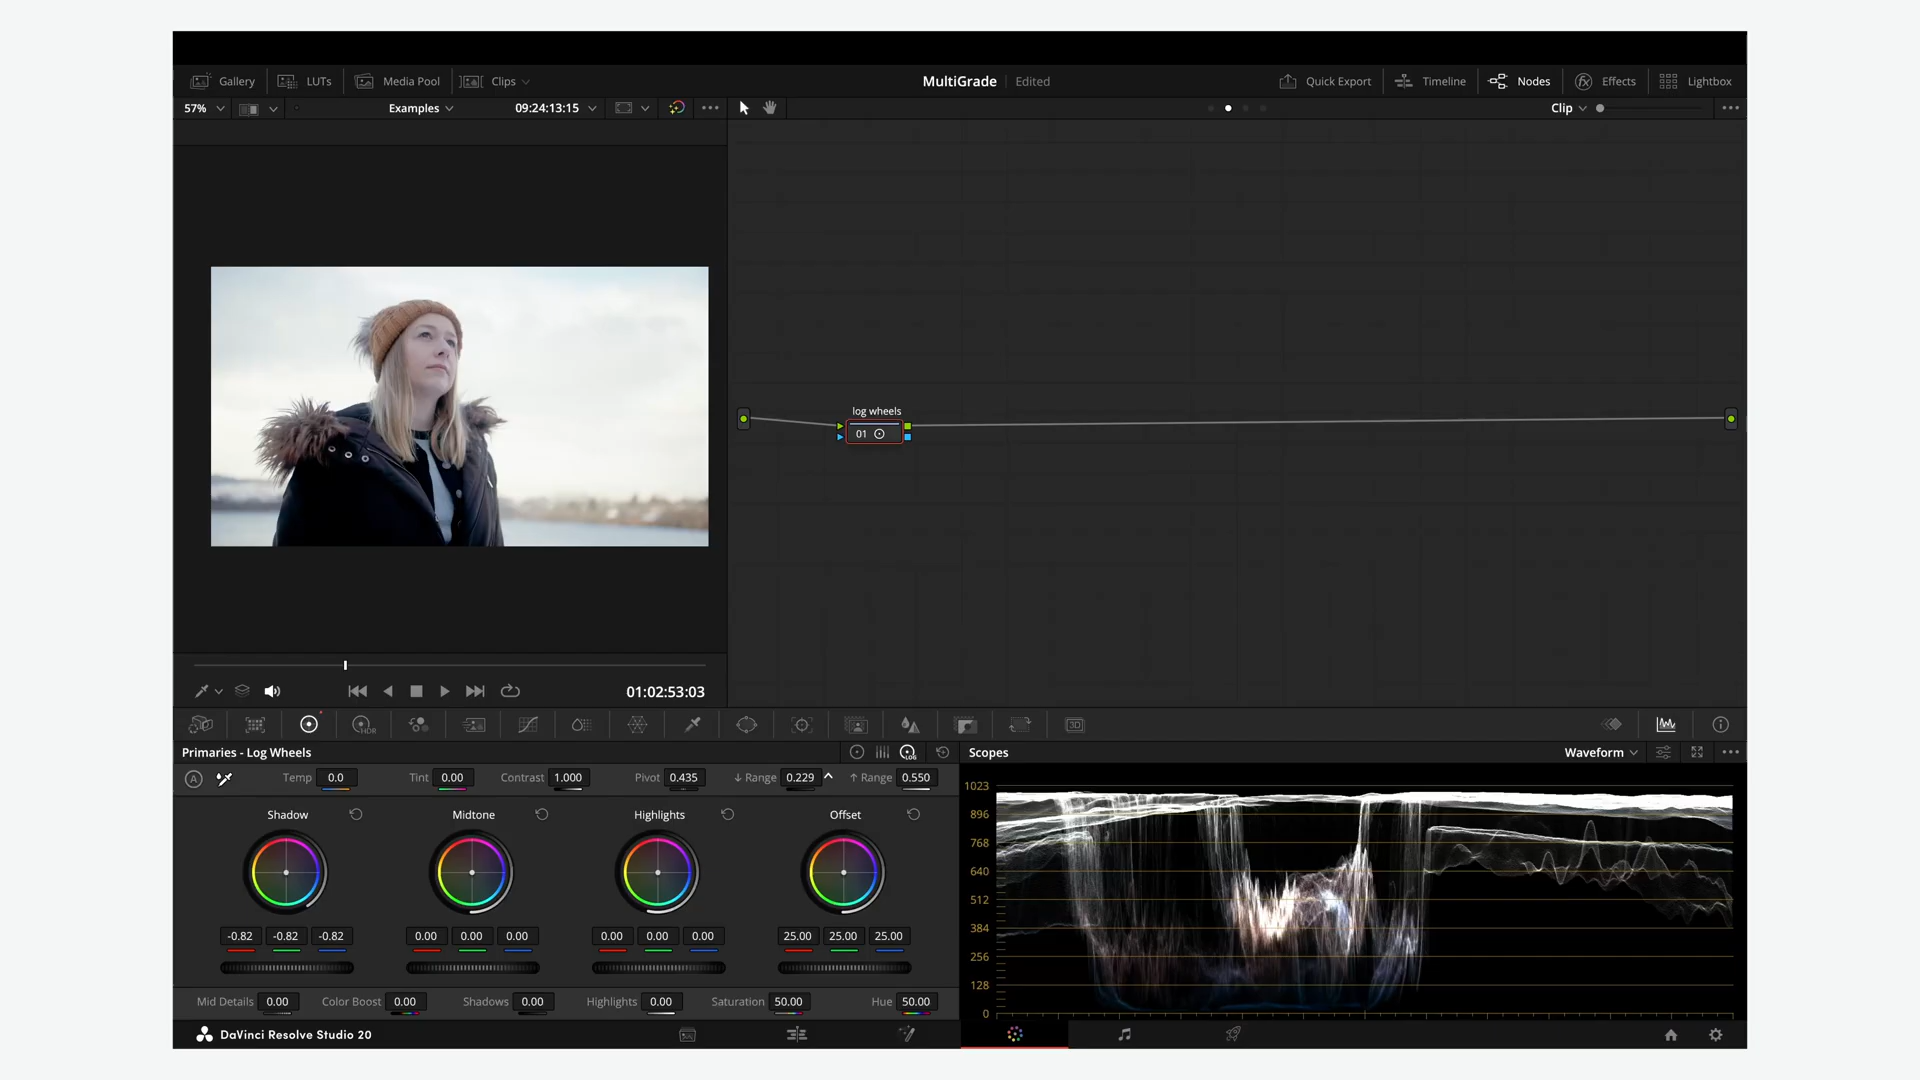 Gallery LUTs Media Pool Clips MultiGrade Edited Quick Export Timeline Nodes Effects Lightbox
57% Examples 09:24:13:15 Clip
log wheels
01
01:02:53:03
HDR
3D
Primaries - Log Wheels LOG Scopes Waveform
A Temp 0.0 Tint 0.00 Contrast 1.000 Pivot 0.435 ↓ Range 0.229 ↑ Range 0.550
Shadow Midtone Highlights Offset
-0.82 -0.82 -0.82 0.00 0.00 0.00 0.00 0.00 0.00 25.00 25.00 25.00
Mid Details 0.00 Color Boost 0.00 Shadows 0.00 Highlights 0.00 Saturation 50.00 Hue 50.00
1023
896
768
640
512
384
256
128
0
DaVinci Resolve Studio 20